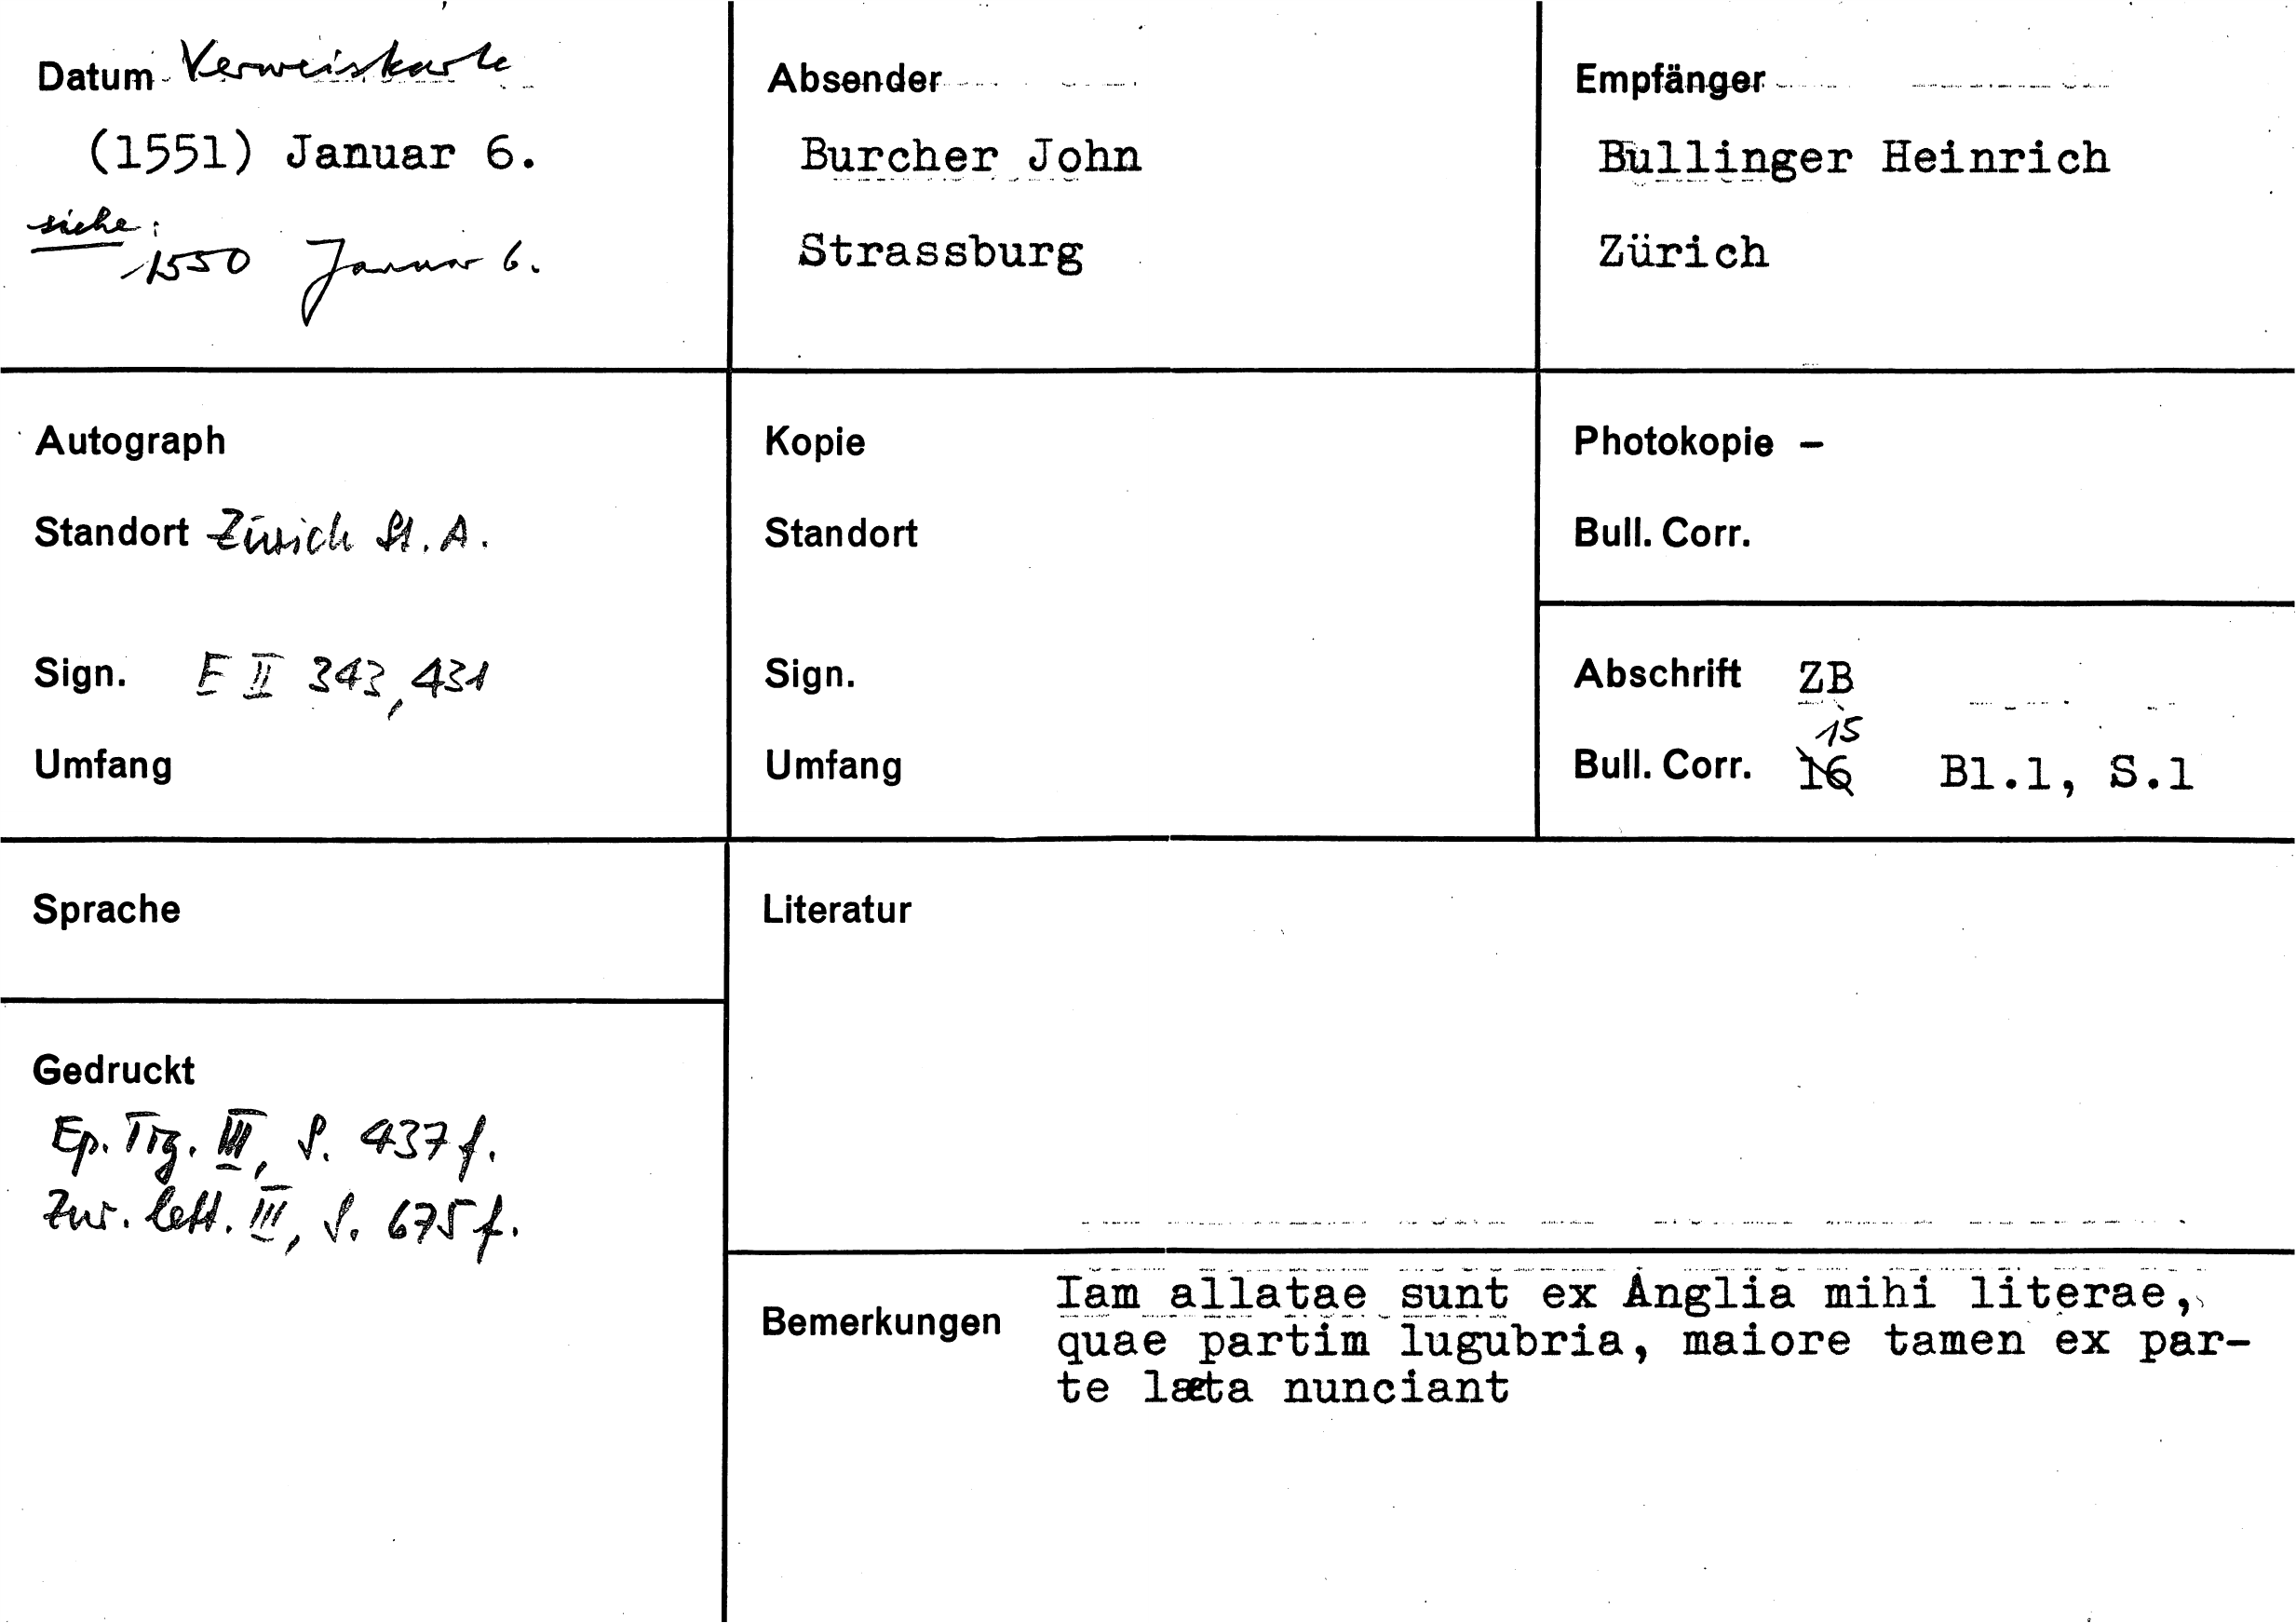 Datum Verweiskarte
(1551) Januar 6.
siehe:
1550 Januar 6.
Absender
Burcher John
Strassburg
Empfänger
Bullinger Heinrich
Zürich
Autograph
Standort Zürich St. A.
Sign. E II 343, 431
Umfang
Kopie
Standort
Sign.
Umfang
Photokopie –
Bull. Corr.
Abschrift ZB
15
Bull. Corr. 16 Bl.1, S.1
Sprache
Literatur
Gedruckt
Ep. Tig. III, S. 437 f.
Zur. lett. III, S. 675 f.
Bemerkungen
Iam allatae sunt ex Anglia mihi literae,
quae partim lugubria, maiore tamen ex par-
te læta nunciant